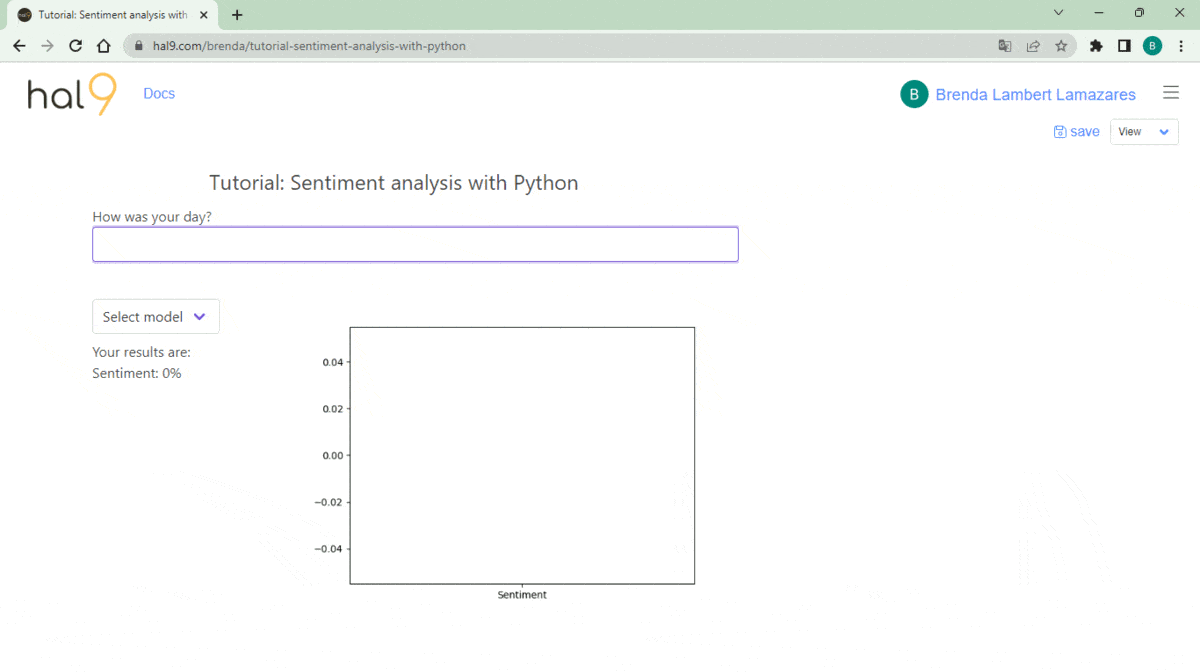 Tutorial: Sentiment analysis with
hal9.com/brenda/tutorial-sentiment-analysis-with-python
B
hal9
Docs
B
Brenda Lambert Lamazares
save
View
Tutorial: Sentiment analysis with Python
How was your day?
Select model
Your results are:
Sentiment: 0%
0.04
0.02
0.00
−0.02
−0.04
Sentiment